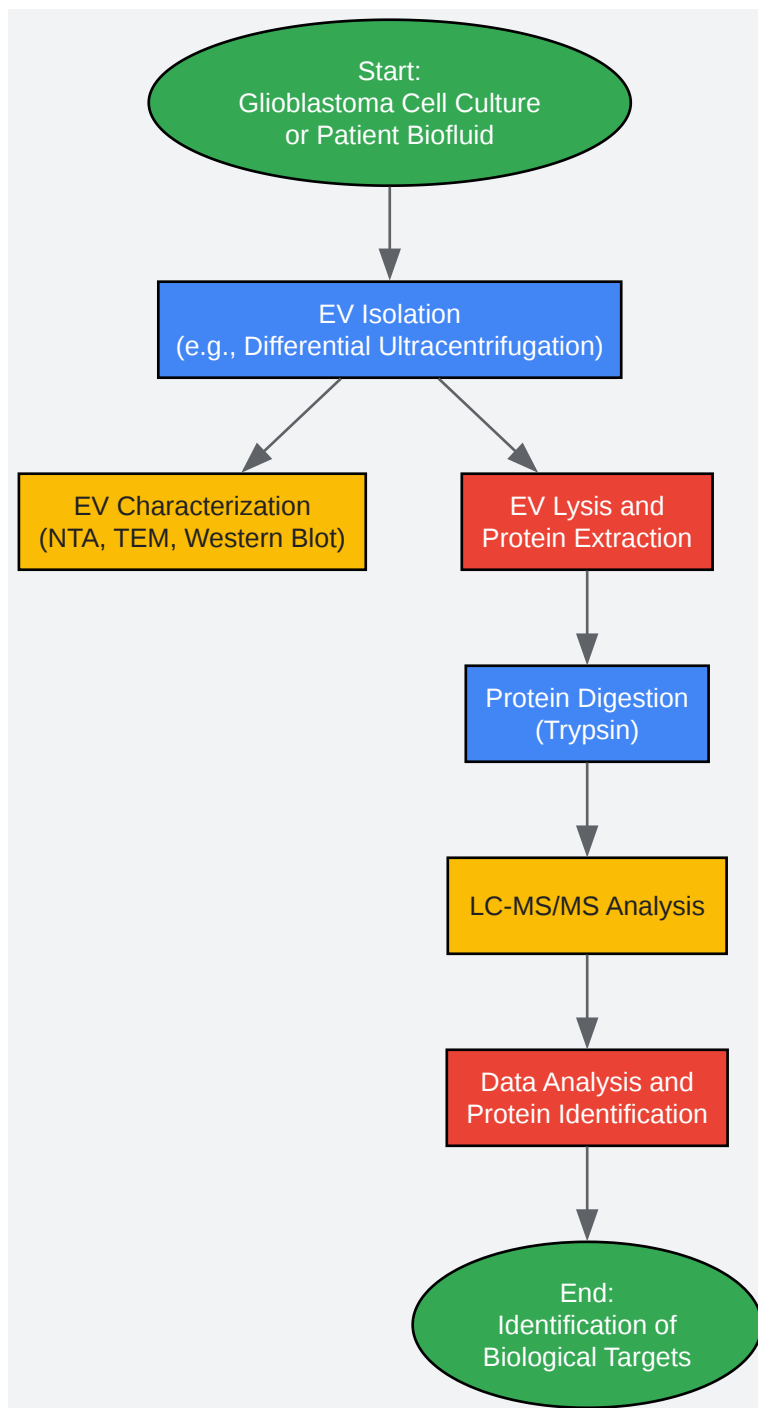 Start:
Glioblastoma Cell Culture
or Patient Biofluid
EV Isolation
(e.g., Differential Ultracentrifugation)
EV Characterization
(NTA, TEM, Western Blot)
EV Lysis and
Protein Extraction
Protein Digestion
(Trypsin)
LC-MS/MS Analysis
Data Analysis and
Protein Identification
End:
Identification of
Biological Targets